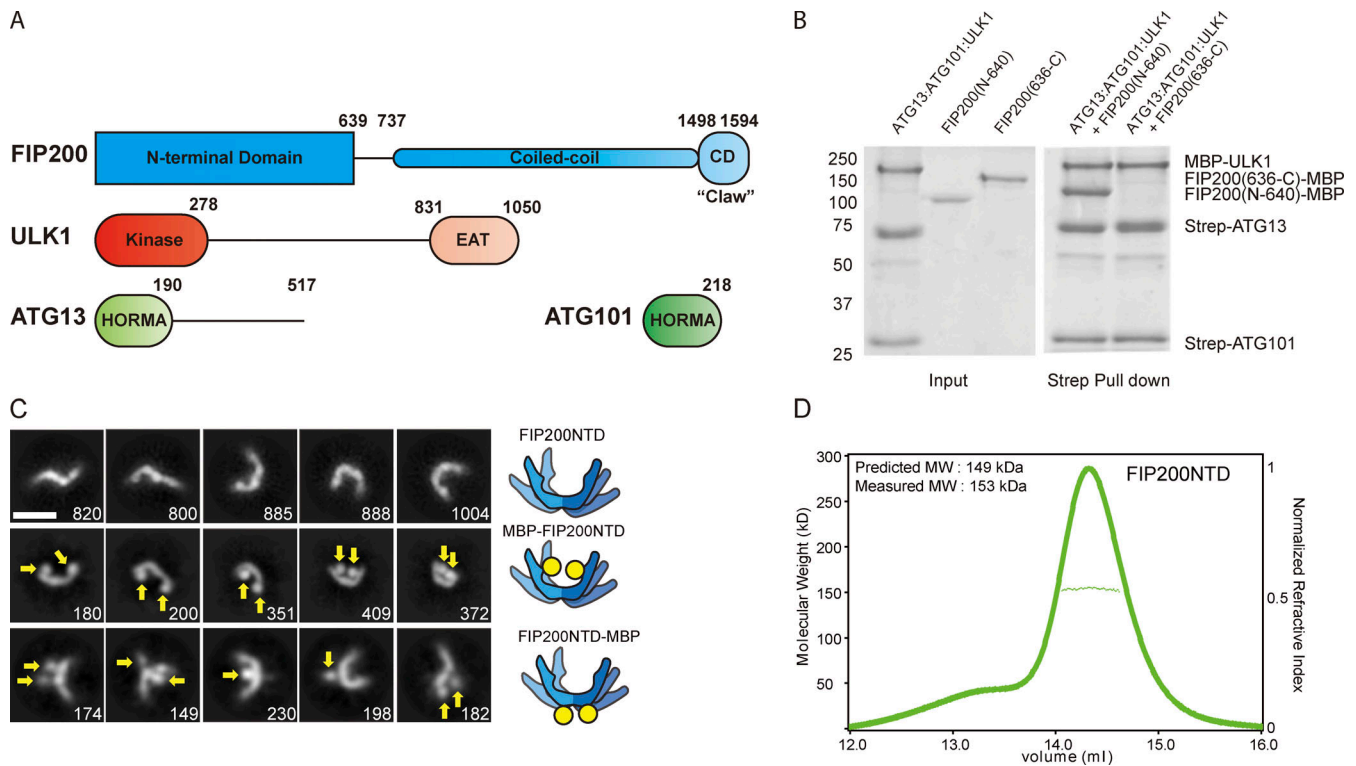 A
639 737 1498 1594
FIP200 N-terminal Domain Coiled-coil CD
"Claw"
278 831 1050
ULK1 Kinase EAT
190 517 218
ATG13 HORMA ATG101 HORMA
B
ATG13:ATG101:ULK1
FIP200(N-640)
FIP200(636-C)
ATG13:ATG101:ULK1
+ FIP200(N-640)
ATG13:ATG101:ULK1
+ FIP200(636-C)
250 MBP-ULK1
150 FIP200(636-C)-MBP
100 FIP200(N-640)-MBP
75 Strep-ATG13
50
37
25 Strep-ATG101
Input Strep Pull down
C
FIP200NTD
820 800 885 888 1004
MBP-FIP200NTD
180 200 351 409 372
FIP200NTD-MBP
174 149 230 198 182
D
Predicted MW : 149 kDa
Measured MW : 153 kDa
FIP200NTD
Molecular Weight (kD)
300
250
200
150
100
50
Normalized Refractive Index
1
0.5
0
12.0 13.0 14.0 15.0 16.0
volume (ml)